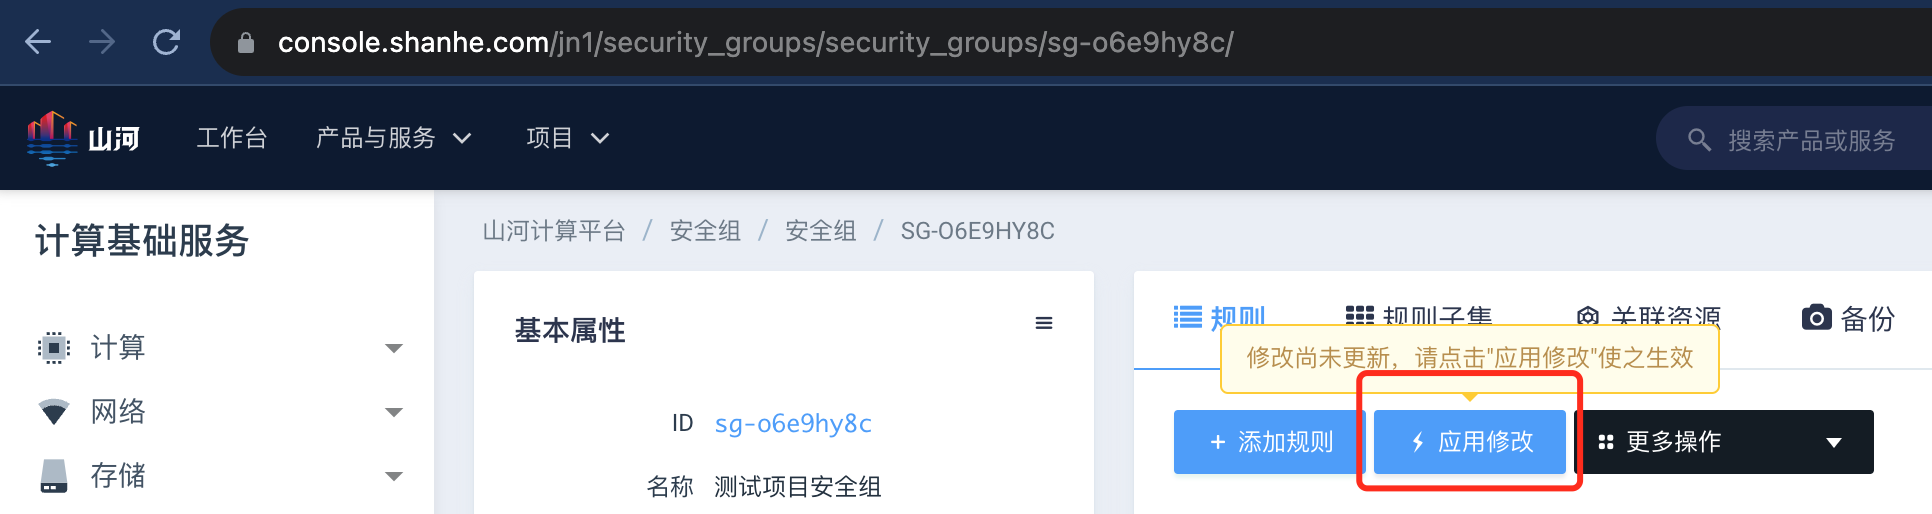 console.shanhe.com/jn1/security_groups/security_groups/sg-o6e9hy8c/
山河 工作台 产品与服务 项目 搜索产品或服务
计算基础服务
计算
网络
存储
山河计算平台 / 安全组 / 安全组 / SG-O6E9HY8C
基本属性
ID sg-o6e9hy8c
名称 测试项目安全组
规则 规则子集 关联资源 备份
修改尚未更新，请点击"应用修改"使之生效
+ 添加规则 应用修改 更多操作